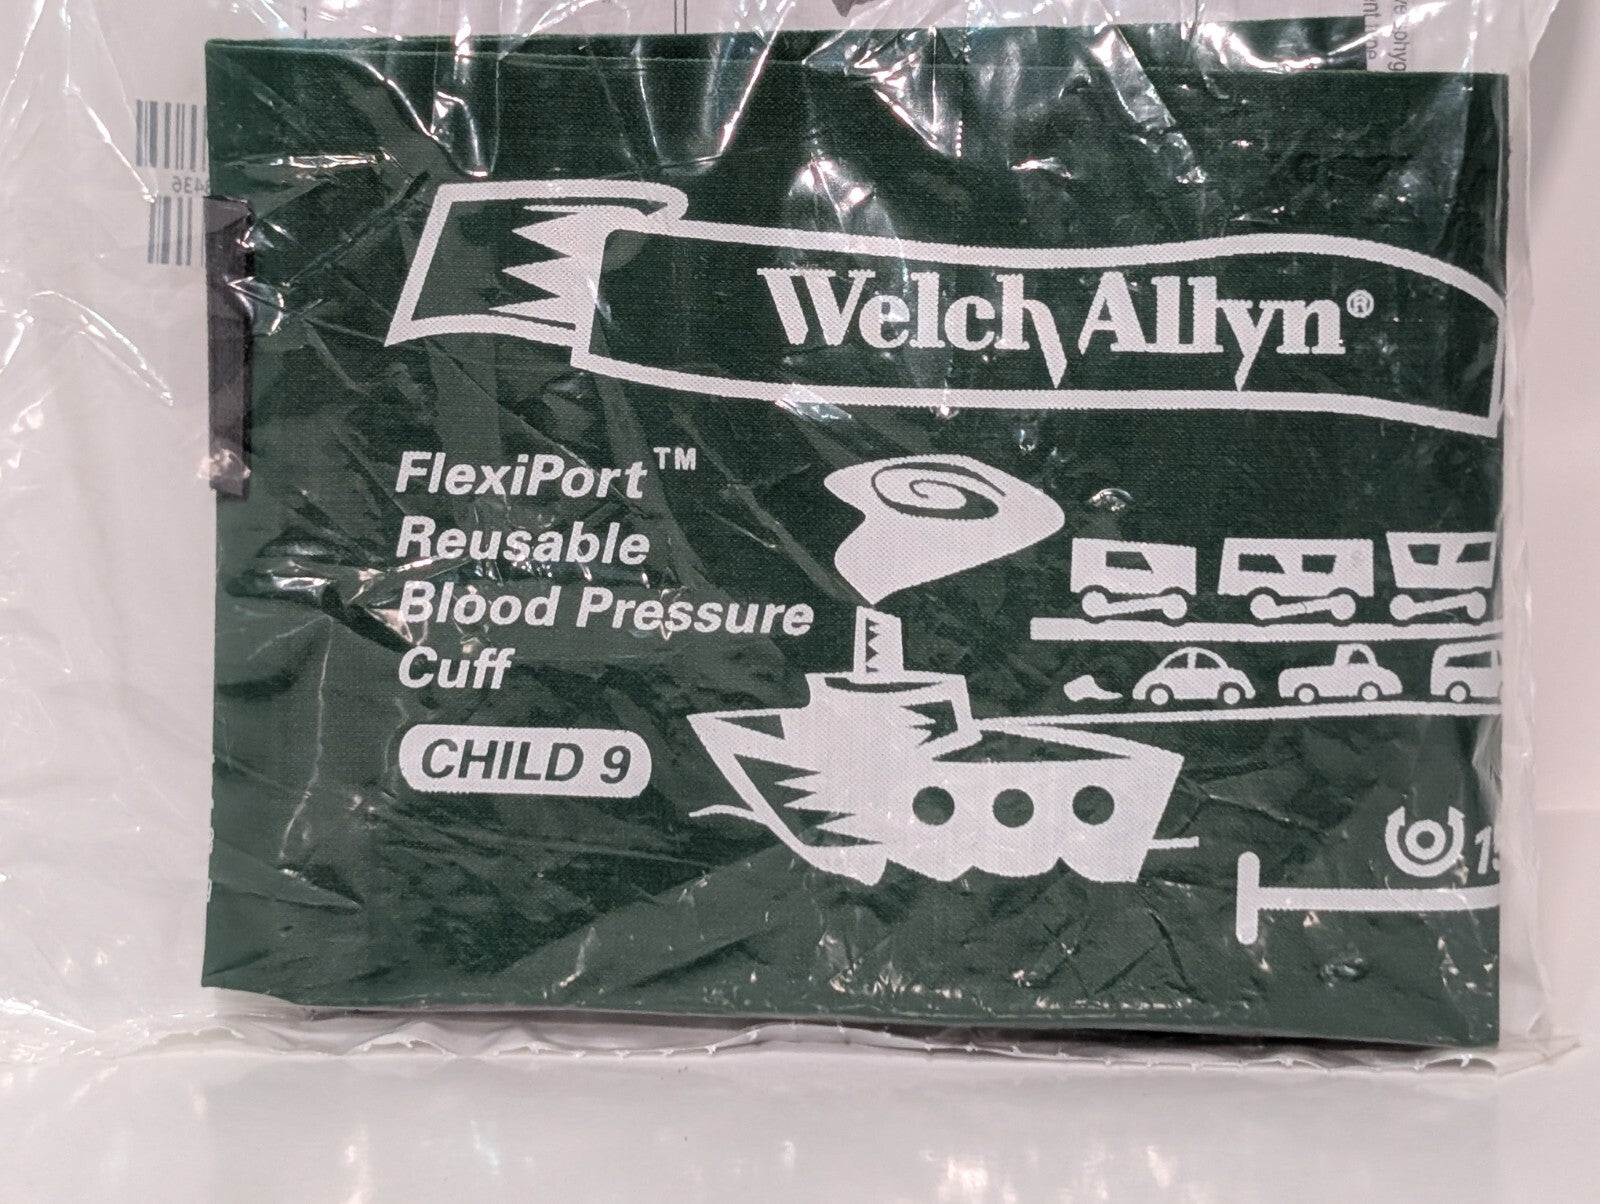 Welch Allyn®
FlexiPort™
Reusable
Blood Pressure
Cuff
CHILD 9